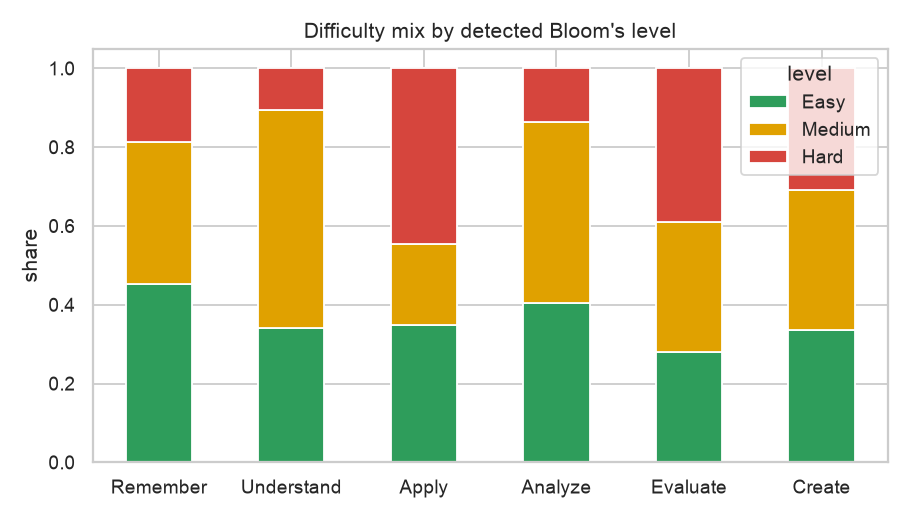 Difficulty mix by detected Bloom's level
level
Easy
Medium
Hard
share
1.0
0.8
0.6
0.4
0.2
0.0
Remember
Understand
Apply
Analyze
Evaluate
Create